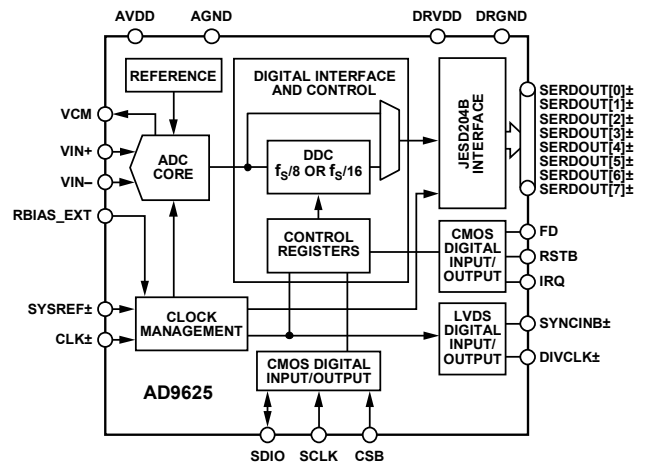 AVDD
AGND
DRVDD
DRGND
REFERENCE
DIGITAL INTERFACE
AND CONTROL
VCM
VIN+
VIN–
RBIAS_EXT
ADC
CORE
DDC
fS/8 OR fS/16
CONTROL
REGISTERS
JESD204B
INTERFACE
SERDOUT[0]±
SERDOUT[1]±
SERDOUT[2]±
SERDOUT[3]±
SERDOUT[4]±
SERDOUT[5]±
SERDOUT[6]±
SERDOUT[7]±
CMOS
DIGITAL
INPUT/
OUTPUT
FD
RSTB
IRQ
SYSREF±
CLK±
CLOCK
MANAGEMENT
LVDS
DIGITAL
INPUT/
OUTPUT
SYNCINB±
DIVCLK±
CMOS DIGITAL
INPUT/OUTPUT
AD9625
SDIO
SCLK
CSB